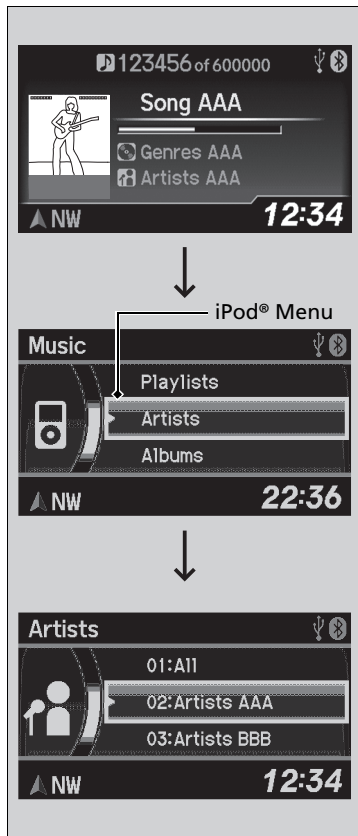 123456 of 600000
Song AAA
Genres AAA
Artists AAA
NW
12:34
iPod® Menu
Music
Playlists
Artists
Albums
NW
22:36
Artists
01:All
02:Artists AAA
03:Artists BBB
NW
12:34